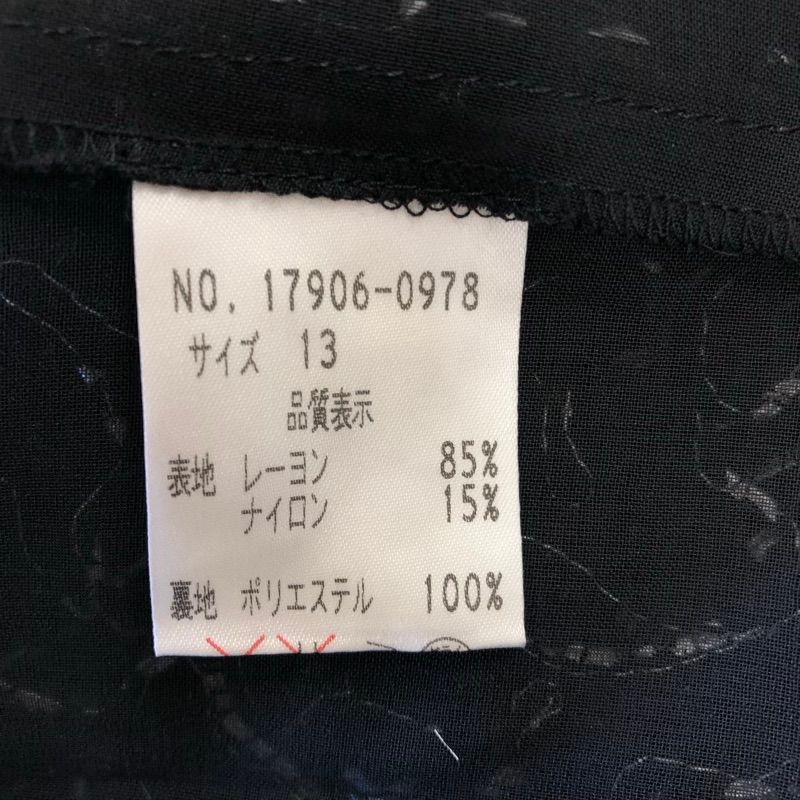 NO. 17906-0978
サイズ 13
品質表示
表地 レーヨン 85%
ナイロン 15%
裏地 ポリエステル 100%